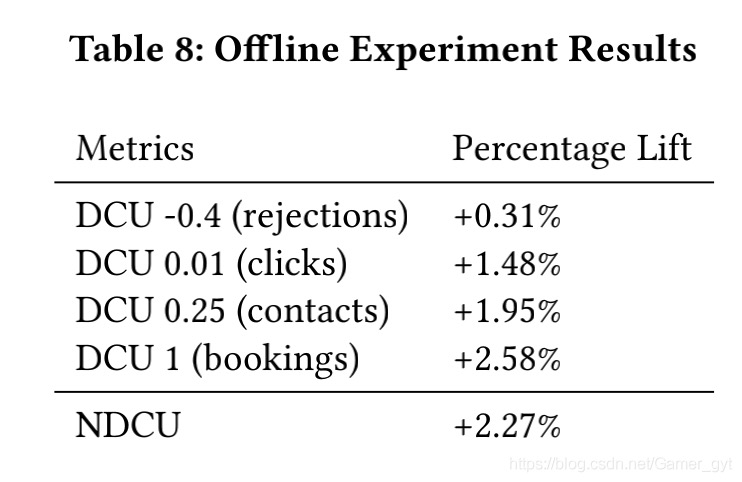 Table 8: Offline Experiment Results
Metrics Percentage Lift
DCU -0.4 (rejections) +0.31%
DCU 0.01 (clicks) +1.48%
DCU 0.25 (contacts) +1.95%
DCU 1 (bookings) +2.58%
NDCU +2.27%
https://blog.csdn.net/Gamer_gyt